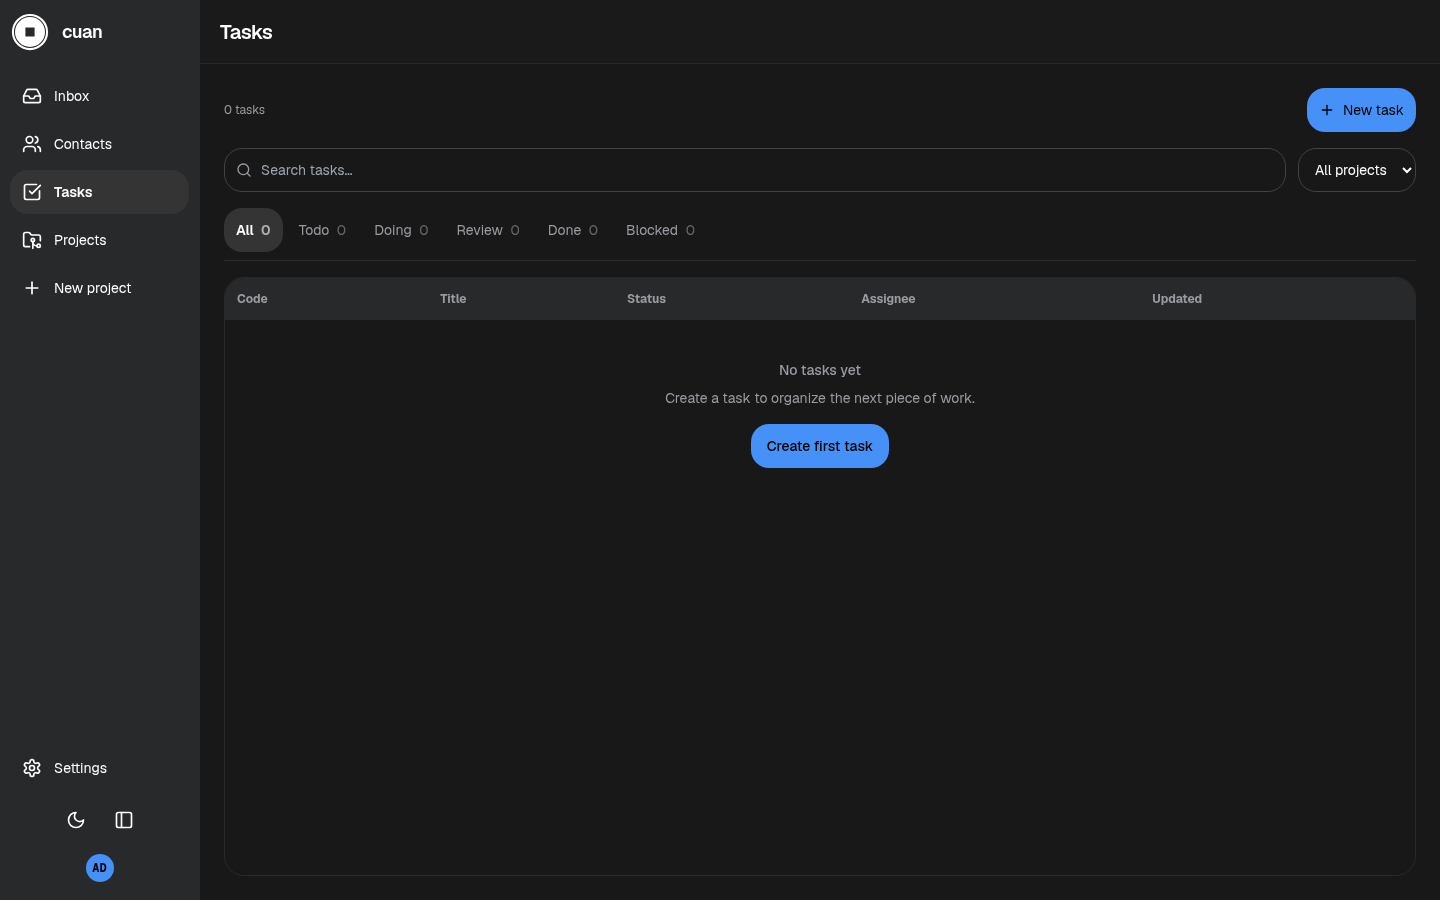 cuan
Inbox
Contacts
Tasks
Projects
New project
Settings
AD
Tasks
0 tasks
New task
Search tasks...
All projects
All 0 Todo 0 Doing 0 Review 0 Done 0 Blocked 0
Code Title Status Assignee Updated
No tasks yet
Create a task to organize the next piece of work.
Create first task